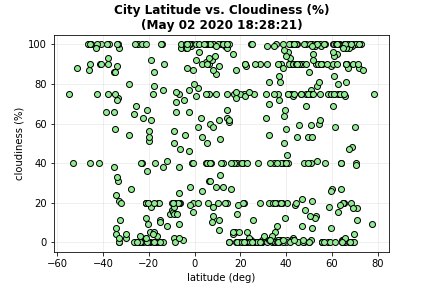 City Latitude vs. Cloudiness (%)
(May 02 2020 18:28:21)
cloudiness (%)
100
80
60
40
20
0
−60 −40 −20 0 20 40 60 80
latitude (deg)